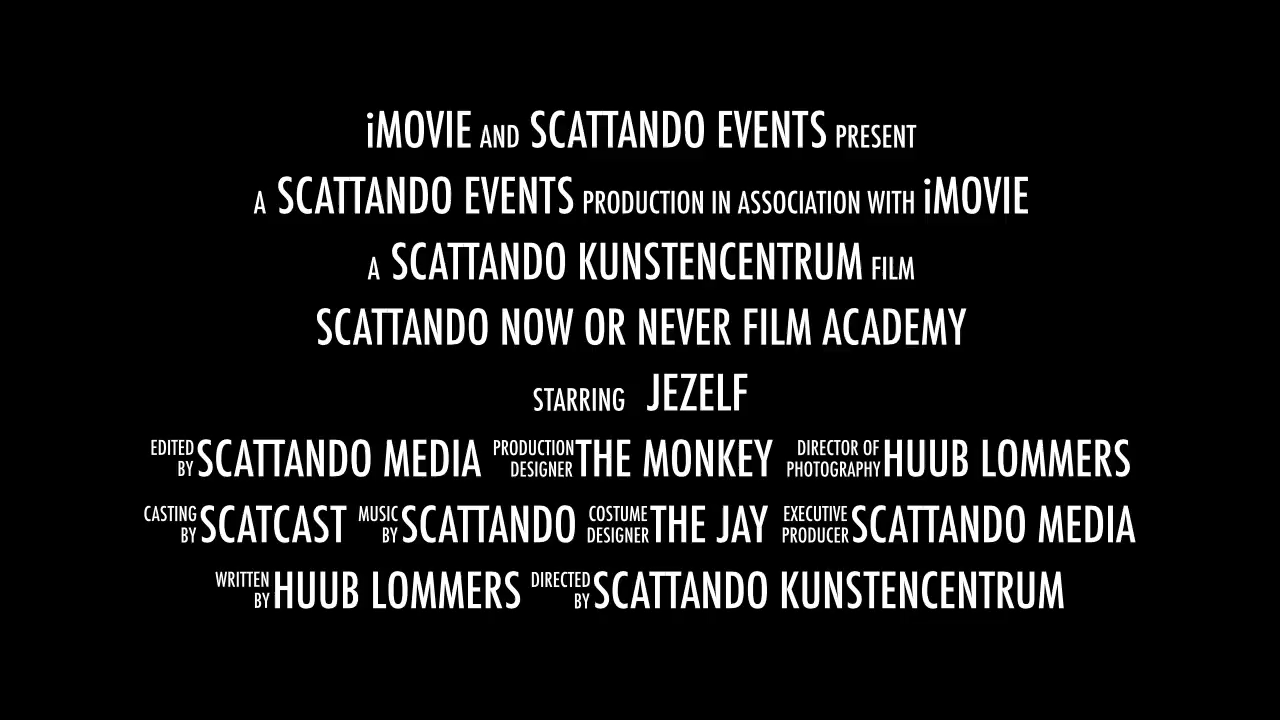 iMOVIE AND SCATTANDO EVENTS PRESENT
A SCATTANDO EVENTS PRODUCTION IN ASSOCIATION WITH iMOVIE
A SCATTANDO KUNSTENCENTRUM FILM
SCATTANDO NOW OR NEVER FILM ACADEMY
STARRING JEZELF
EDITED BY SCATTANDO MEDIA PRODUCTION DESIGNER THE MONKEY DIRECTOR OF PHOTOGRAPHY HUUB LOMMERS
CASTING BY SCATCAST MUSIC BY SCATTANDO COSTUME DESIGNER THE JAY EXECUTIVE PRODUCER SCATTANDO MEDIA
WRITTEN BY HUUB LOMMERS DIRECTED BY SCATTANDO KUNSTENCENTRUM